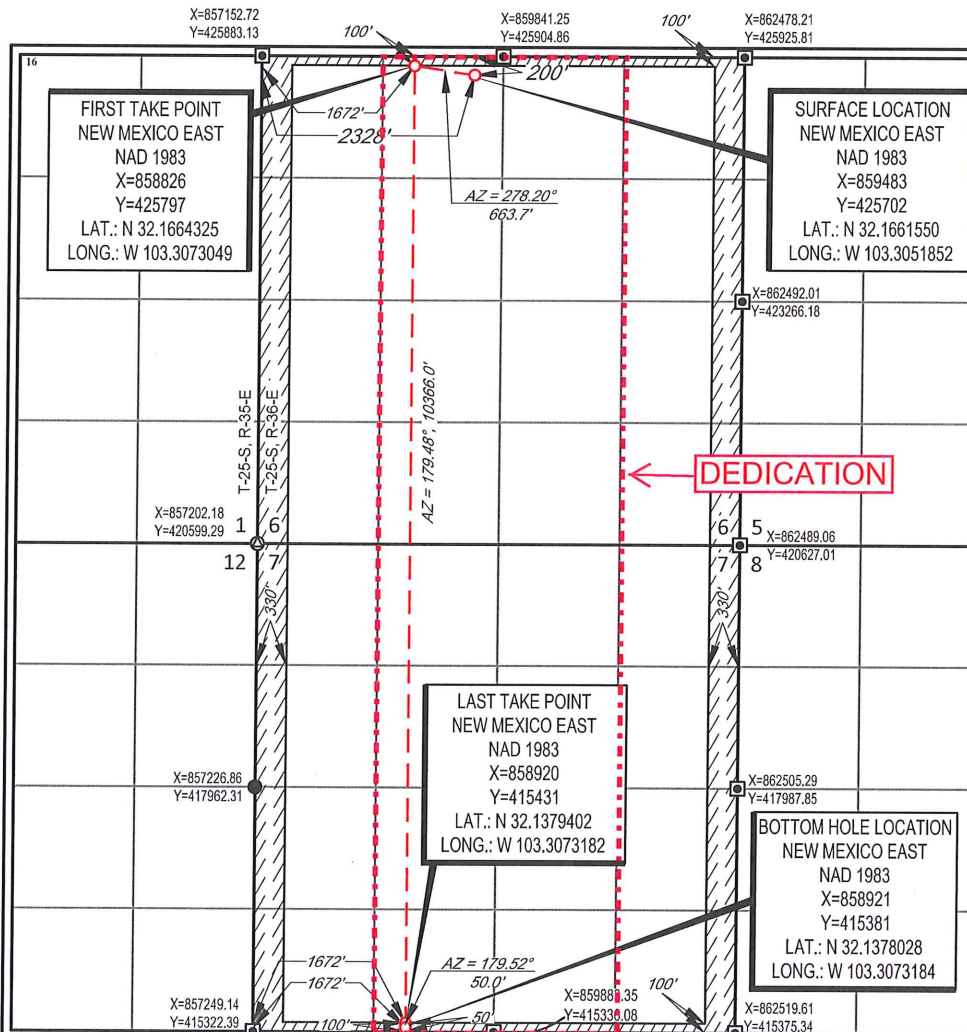 X=857152.72
Y=425883.13
X=859841.25
Y=425904.86
X=862478.21
Y=425925.81
16
100'
100'
200'
1672'
2328'
FIRST TAKE POINT
NEW MEXICO EAST
NAD 1983
X=858826
Y=425797
LAT.: N 32.1664325
LONG.: W 103.3073049
SURFACE LOCATION
NEW MEXICO EAST
NAD 1983
X=859483
Y=425702
LAT.: N 32.1661550
LONG.: W 103.3051852
AZ = 278.20°
663.7'
X=862492.01
Y=423266.18
T-25-S, R-35-E
T-25-S, R-36-E
AZ = 179.48°, 10366.0'
DEDICATION
X=857202.18
Y=420599.29
1 6
12 7
6 5
7 8
X=862489.06
Y=420627.01
330'
330'
LAST TAKE POINT
NEW MEXICO EAST
NAD 1983
X=858920
Y=415431
LAT.: N 32.1379402
LONG.: W 103.3073182
X=857226.86
Y=417962.31
X=862505.29
Y=417987.85
BOTTOM HOLE LOCATION
NEW MEXICO EAST
NAD 1983
X=858921
Y=415381
LAT.: N 32.1378028
LONG.: W 103.3073184
1672'
1672'
AZ = 179.52°
50.0'
100'
50'
100'
X=857249.14
Y=415322.39
Y=415330.08
X=862519.61
Y=415375.34